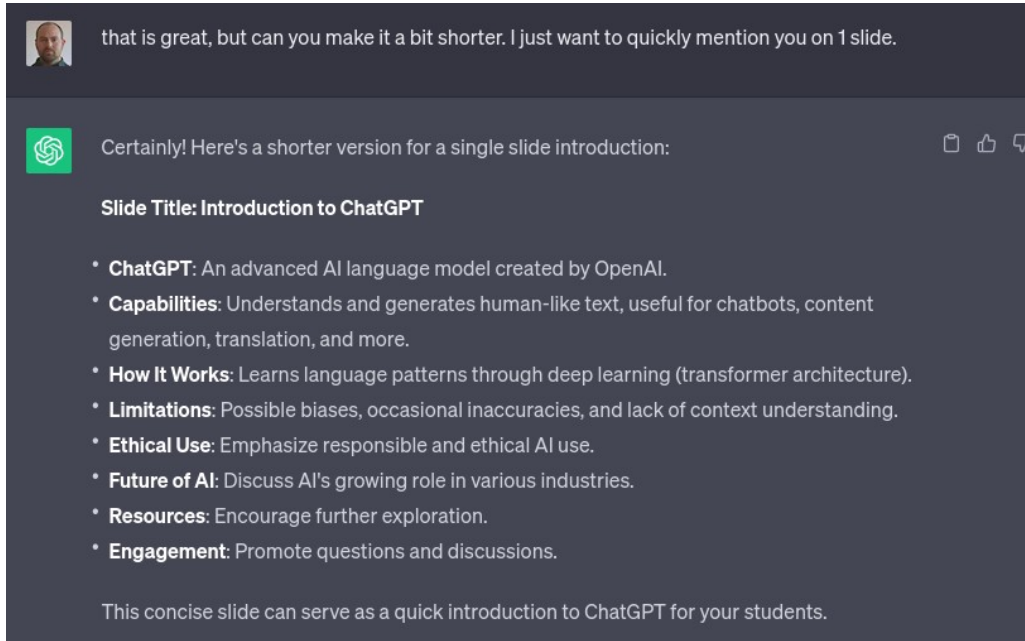 that is great, but can you make it a bit shorter. I just want to quickly mention you on 1 slide.
Certainly! Here's a shorter version for a single slide introduction:
Slide Title: Introduction to ChatGPT
• ChatGPT: An advanced AI language model created by OpenAI.
• Capabilities: Understands and generates human-like text, useful for chatbots, content
generation, translation, and more.
• How It Works: Learns language patterns through deep learning (transformer architecture).
• Limitations: Possible biases, occasional inaccuracies, and lack of context understanding.
• Ethical Use: Emphasize responsible and ethical AI use.
• Future of AI: Discuss AI's growing role in various industries.
• Resources: Encourage further exploration.
• Engagement: Promote questions and discussions.
This concise slide can serve as a quick introduction to ChatGPT for your students.